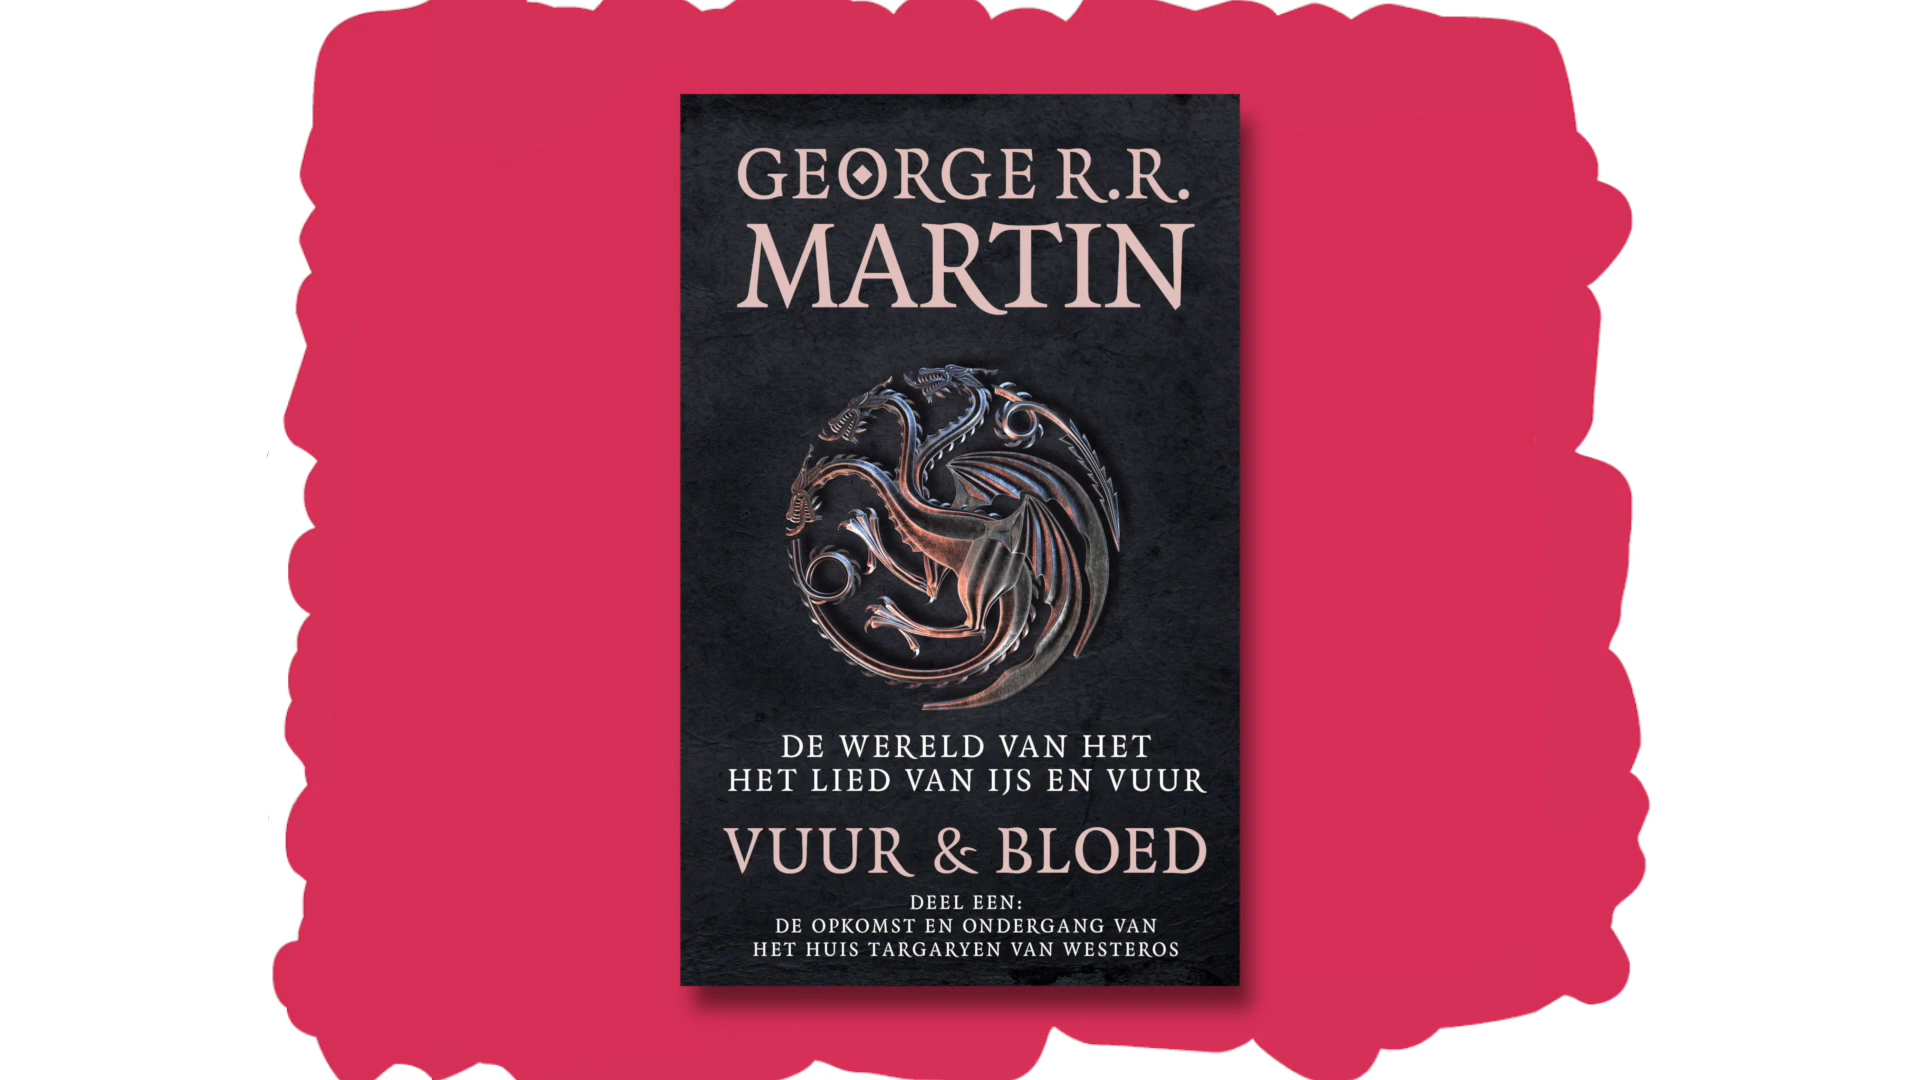 GEORGE R.R.
MARTIN
DE WERELD VAN HET
HET LIED VAN IJS EN VUUR
VUUR & BLOED
DEEL EEN:
DE OPKOMST EN ONDERGANG VAN
HET HUIS TARGARYEN VAN WESTEROS